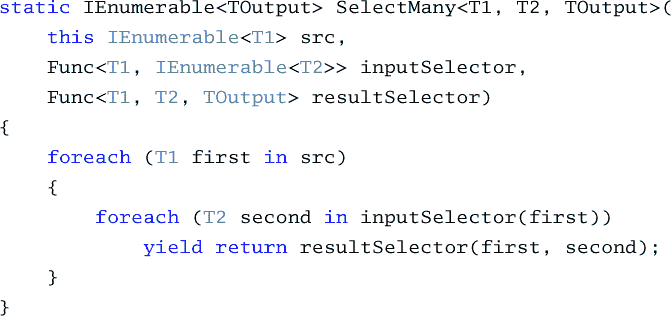 static IEnumerable<TOutput> SelectMany<T1, T2, TOutput>(
    this IEnumerable<T1> src,
    Func<T1, IEnumerable<T2>> inputSelector,
    Func<T1, T2, TOutput> resultSelector)
{
    foreach (T1 first in src)
    {
        foreach (T2 second in inputSelector(first))
            yield return resultSelector(first, second);
    }
}